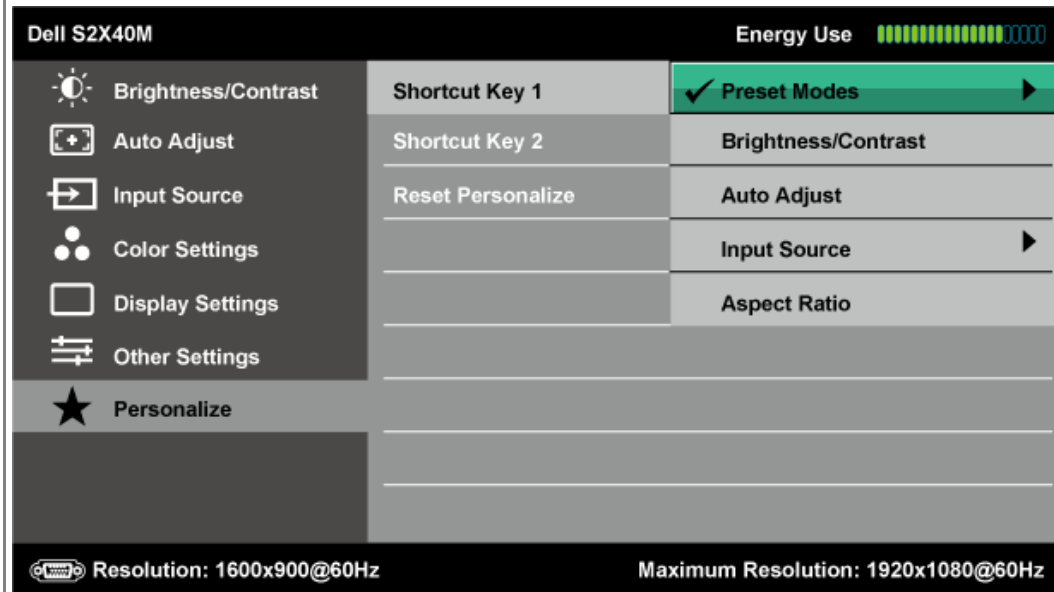 Dell S2X40M Energy Use
Brightness/Contrast Shortcut Key 1 Preset Modes
Auto Adjust Shortcut Key 2 Brightness/Contrast
Input Source Reset Personalize Auto Adjust
Color Settings Input Source
Display Settings Aspect Ratio
Other Settings
Personalize
Resolution: 1600x900@60Hz Maximum Resolution: 1920x1080@60Hz